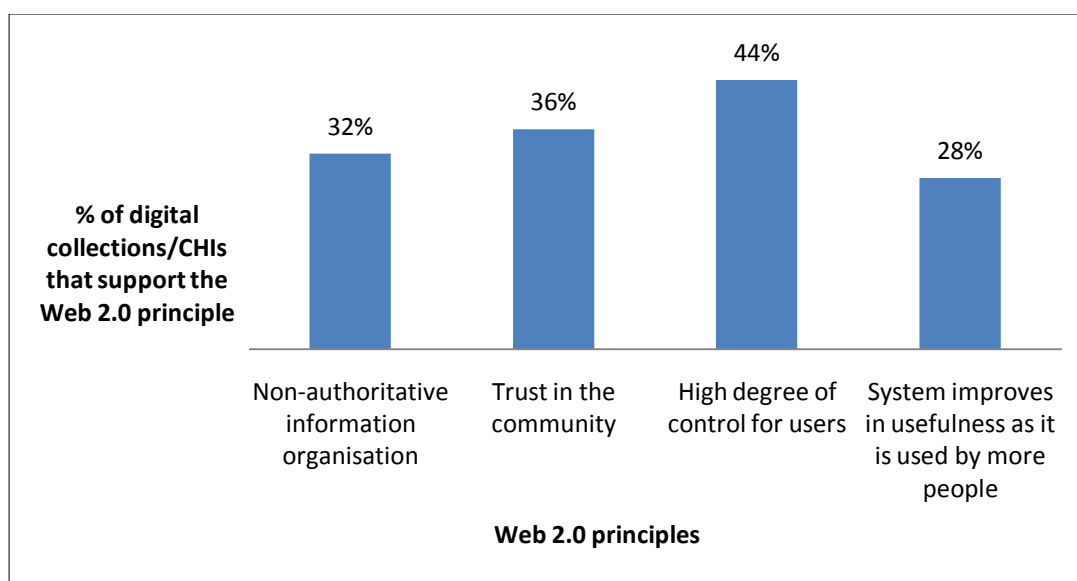 44%
36%
32%
28%
% of digital
collections/CHIs
that support the
Web 2.0 principle
Non-authoritative
information
organisation
Trust in the
community
High degree of
control for users
System improves
in usefulness as it
is used by more
people
Web 2.0 principles